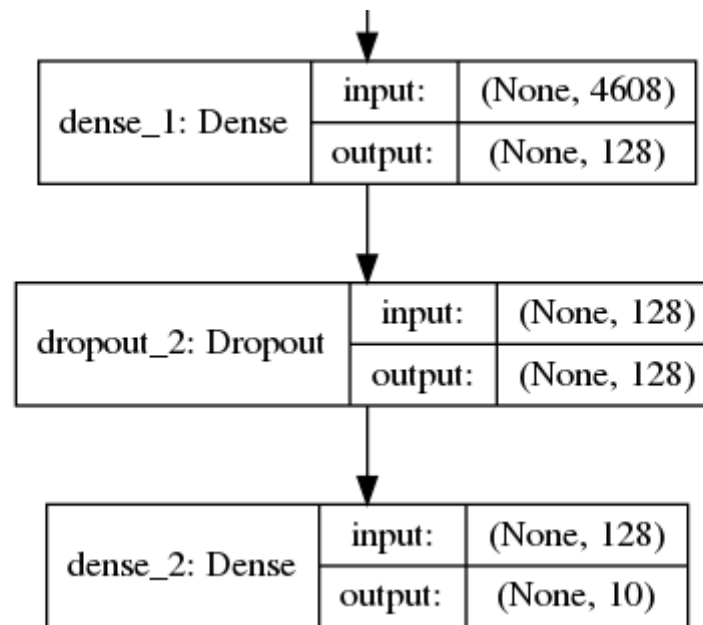 dense_1: Dense
input:
(None, 4608)
output:
(None, 128)
dropout_2: Dropout
input:
(None, 128)
output:
(None, 128)
dense_2: Dense
input:
(None, 128)
output:
(None, 10)